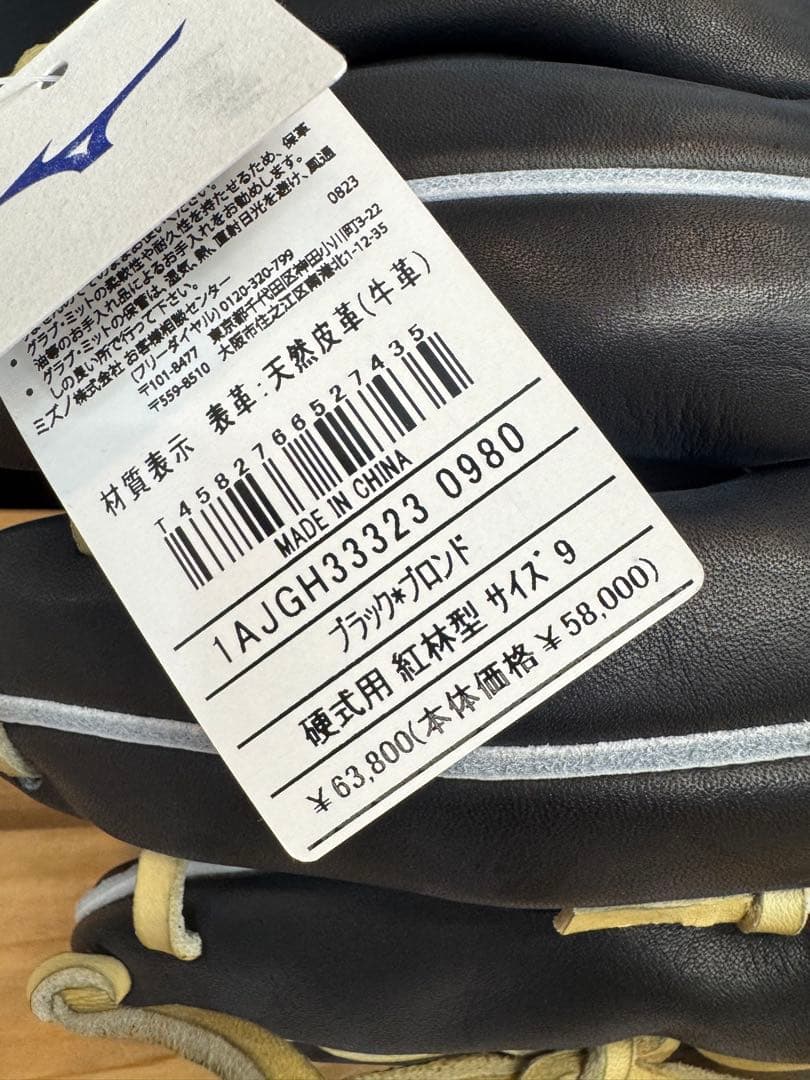 グラブ・ミットの柔軟性や耐久性を持たせるため、保革
油等のお手入れ品によるお手入れをお勧めします。
• グラブ・ミットの保管は、湿気、熱、直射日光を避け、風通
しの良い所で行って下さい。
0823
ミズノ株式会社 お客様相談センター
(フリーダイヤル)0120-320-799
〒101-8477 東京都千代田区神田小川町3-22
〒559-8510 大阪市住之江区南港北1-12-35
材質表示 表革:天然皮革(牛革)
T4582766527435
MADE IN CHINA
1AJGH33323 0980
ブラック*ブロンド
硬式用 紅林型 サイズ 9
¥63,800(本体価格¥58,000)